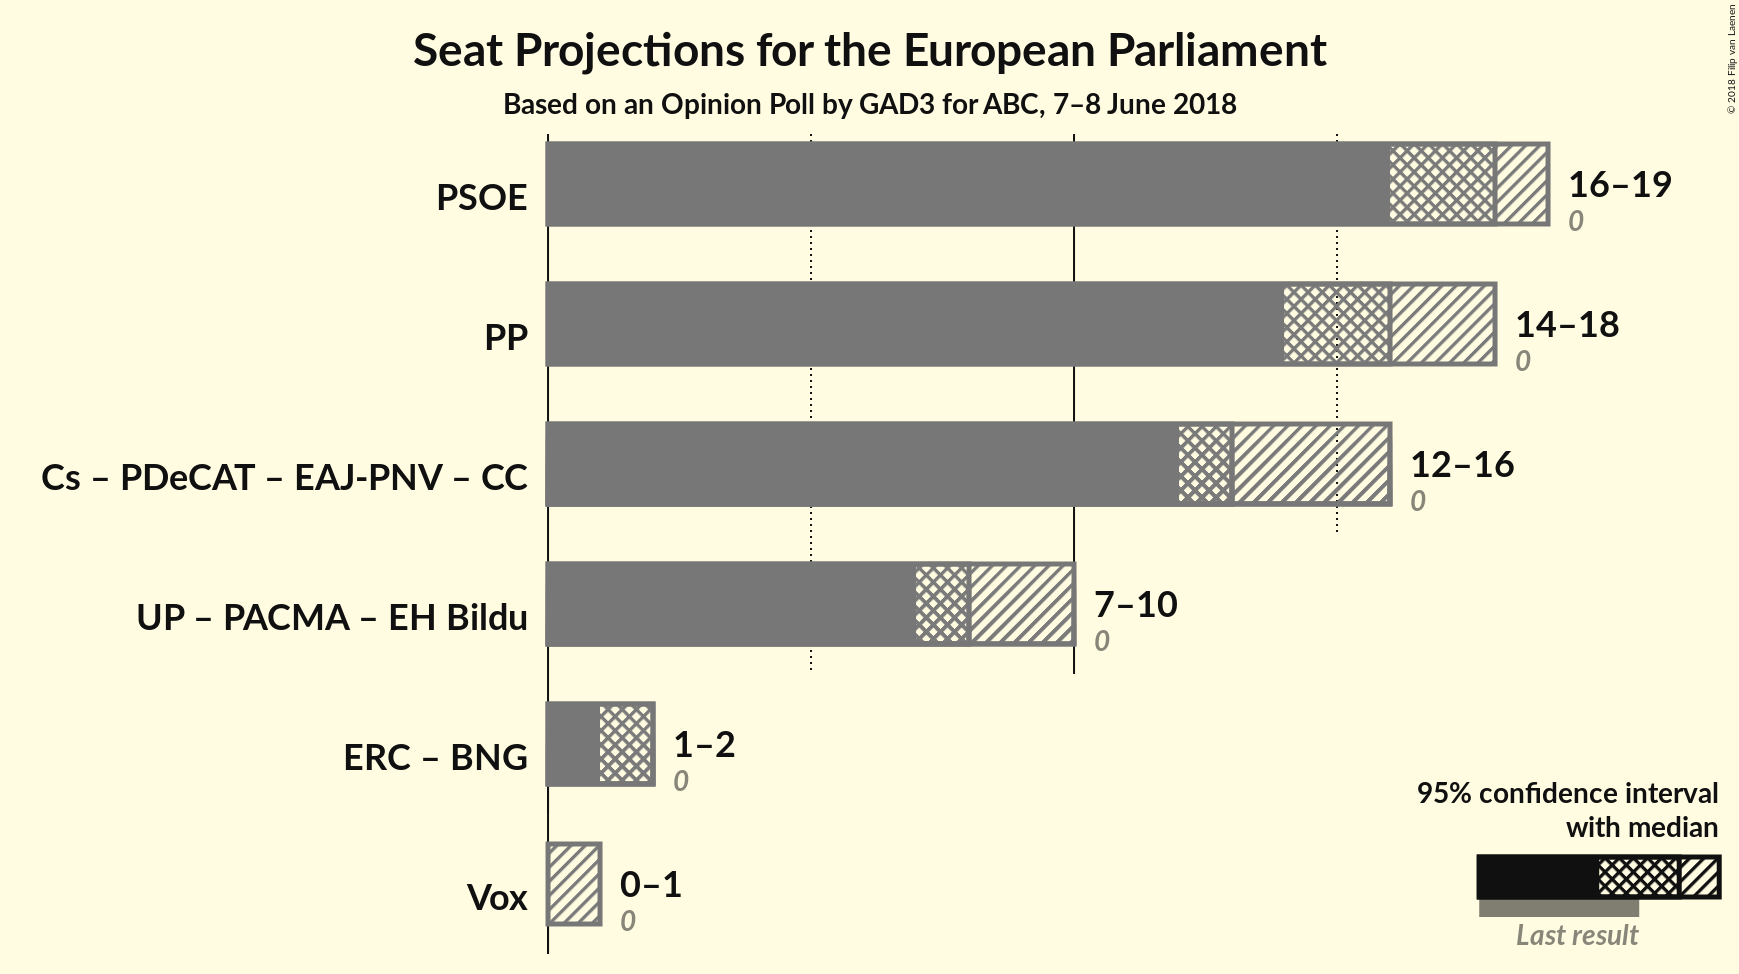 Seat Projections for the European Parliament
Based on an Opinion Poll by GAD3 for ABC, 7–8 June 2018
© 2018 Filip van Laenen
PSOE
16–19
0
PP
14–18
0
Cs – PDeCAT – EAJ-PNV – CC
12–16
0
UP – PACMA – EH Bildu
7–10
0
ERC – BNG
1–2
0
Vox
0–1
0
95% confidence interval
with median
Last result